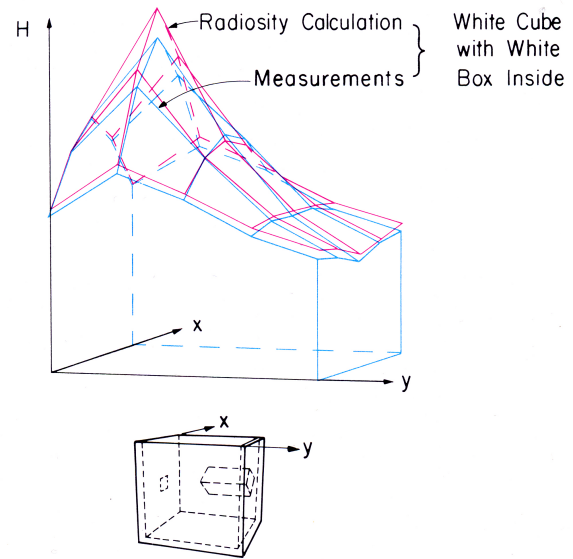 H
Radiosity Calculation
Measurements
White Cube
with White
Box Inside
x
y
x
y